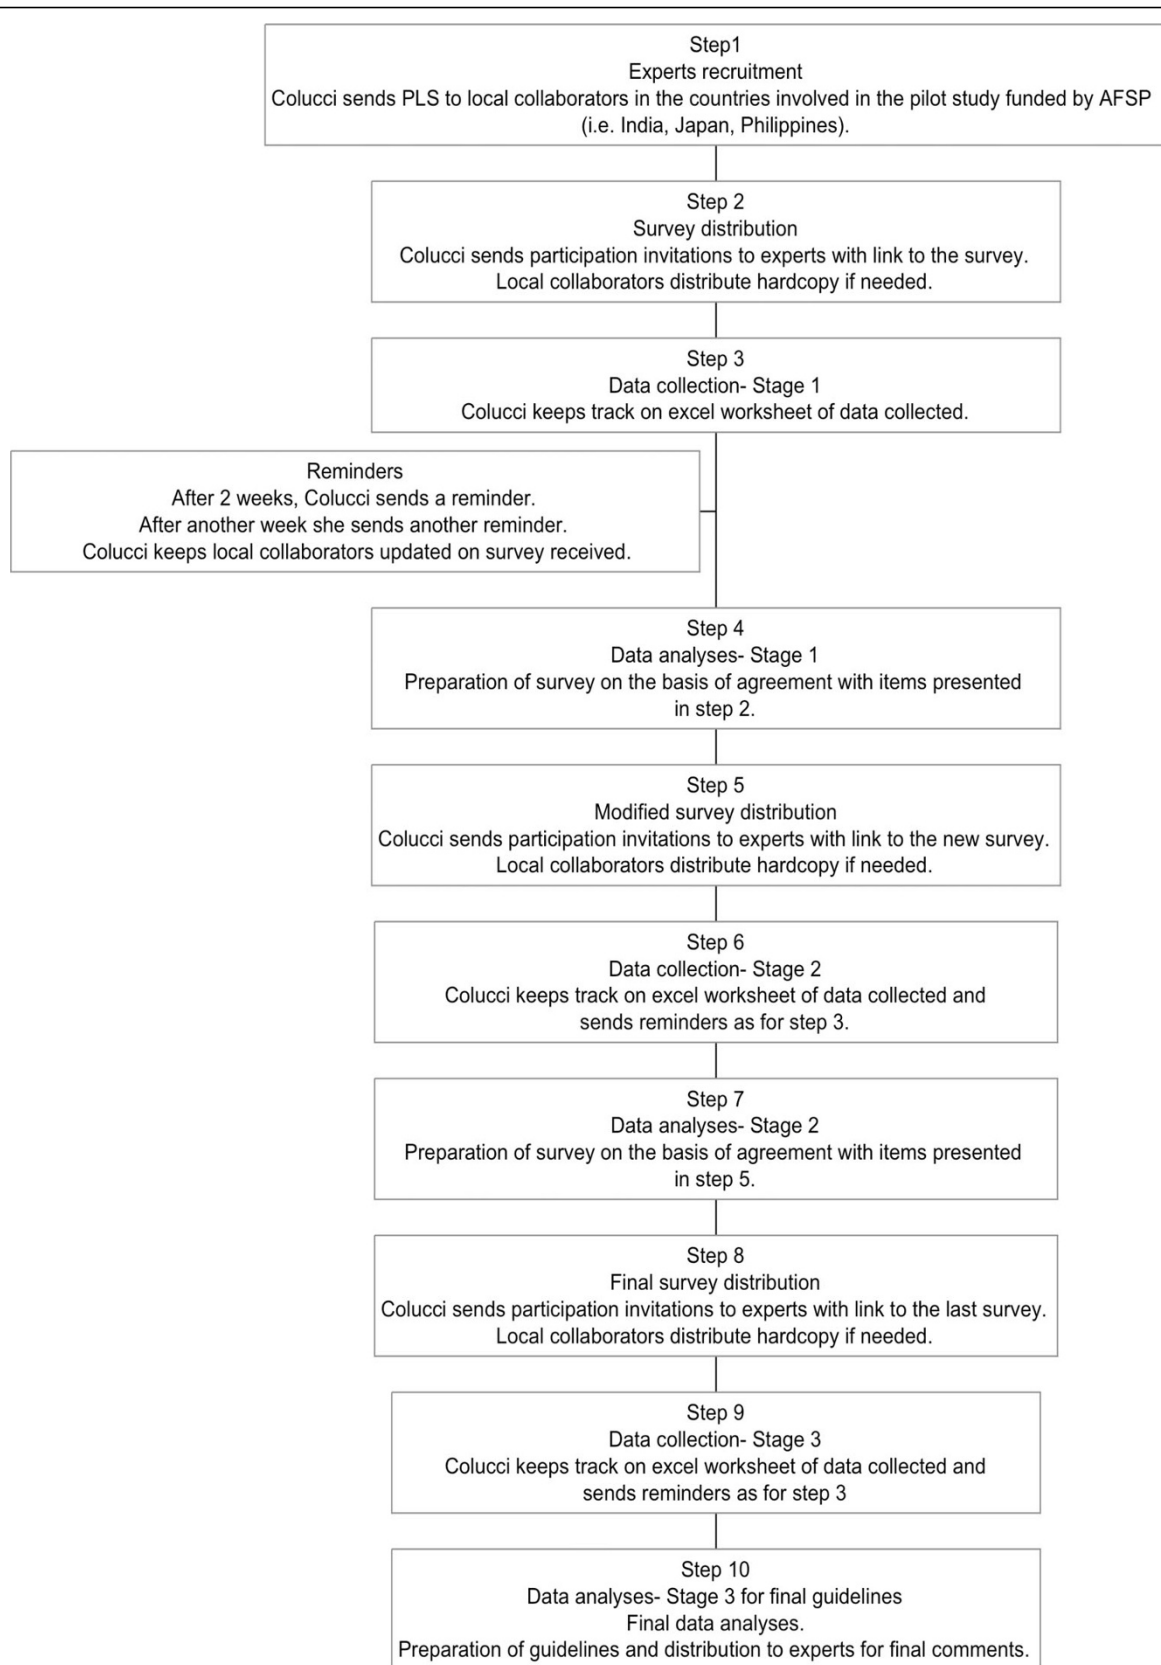 Step1
Experts recruitment
Colucci sends PLS to local collaborators in the countries involved in the pilot study funded by AFSP
(i.e. India, Japan, Philippines).
Step 2
Survey distribution
Colucci sends participation invitations to experts with link to the survey.
Local collaborators distribute hardcopy if needed.
Step 3
Data collection- Stage 1
Colucci keeps track on excel worksheet of data collected.
Reminders
After 2 weeks, Colucci sends a reminder.
After another week she sends another reminder.
Colucci keeps local collaborators updated on survey received.
Step 4
Data analyses- Stage 1
Preparation of survey on the basis of agreement with items presented
in step 2.
Step 5
Modified survey distribution
Colucci sends participation invitations to experts with link to the new survey.
Local collaborators distribute hardcopy if needed.
Step 6
Data collection- Stage 2
Colucci keeps track on excel worksheet of data collected and
sends reminders as for step 3.
Step 7
Data analyses- Stage 2
Preparation of survey on the basis of agreement with items presented
in step 5.
Step 8
Final survey distribution
Colucci sends participation invitations to experts with link to the last survey.
Local collaborators distribute hardcopy if needed.
Step 9
Data collection- Stage 3
Colucci keeps track on excel worksheet of data collected and
sends reminders as for step 3
Step 10
Data analyses- Stage 3 for final guidelines
Final data analyses.
Preparation of guidelines and distribution to experts for final comments.